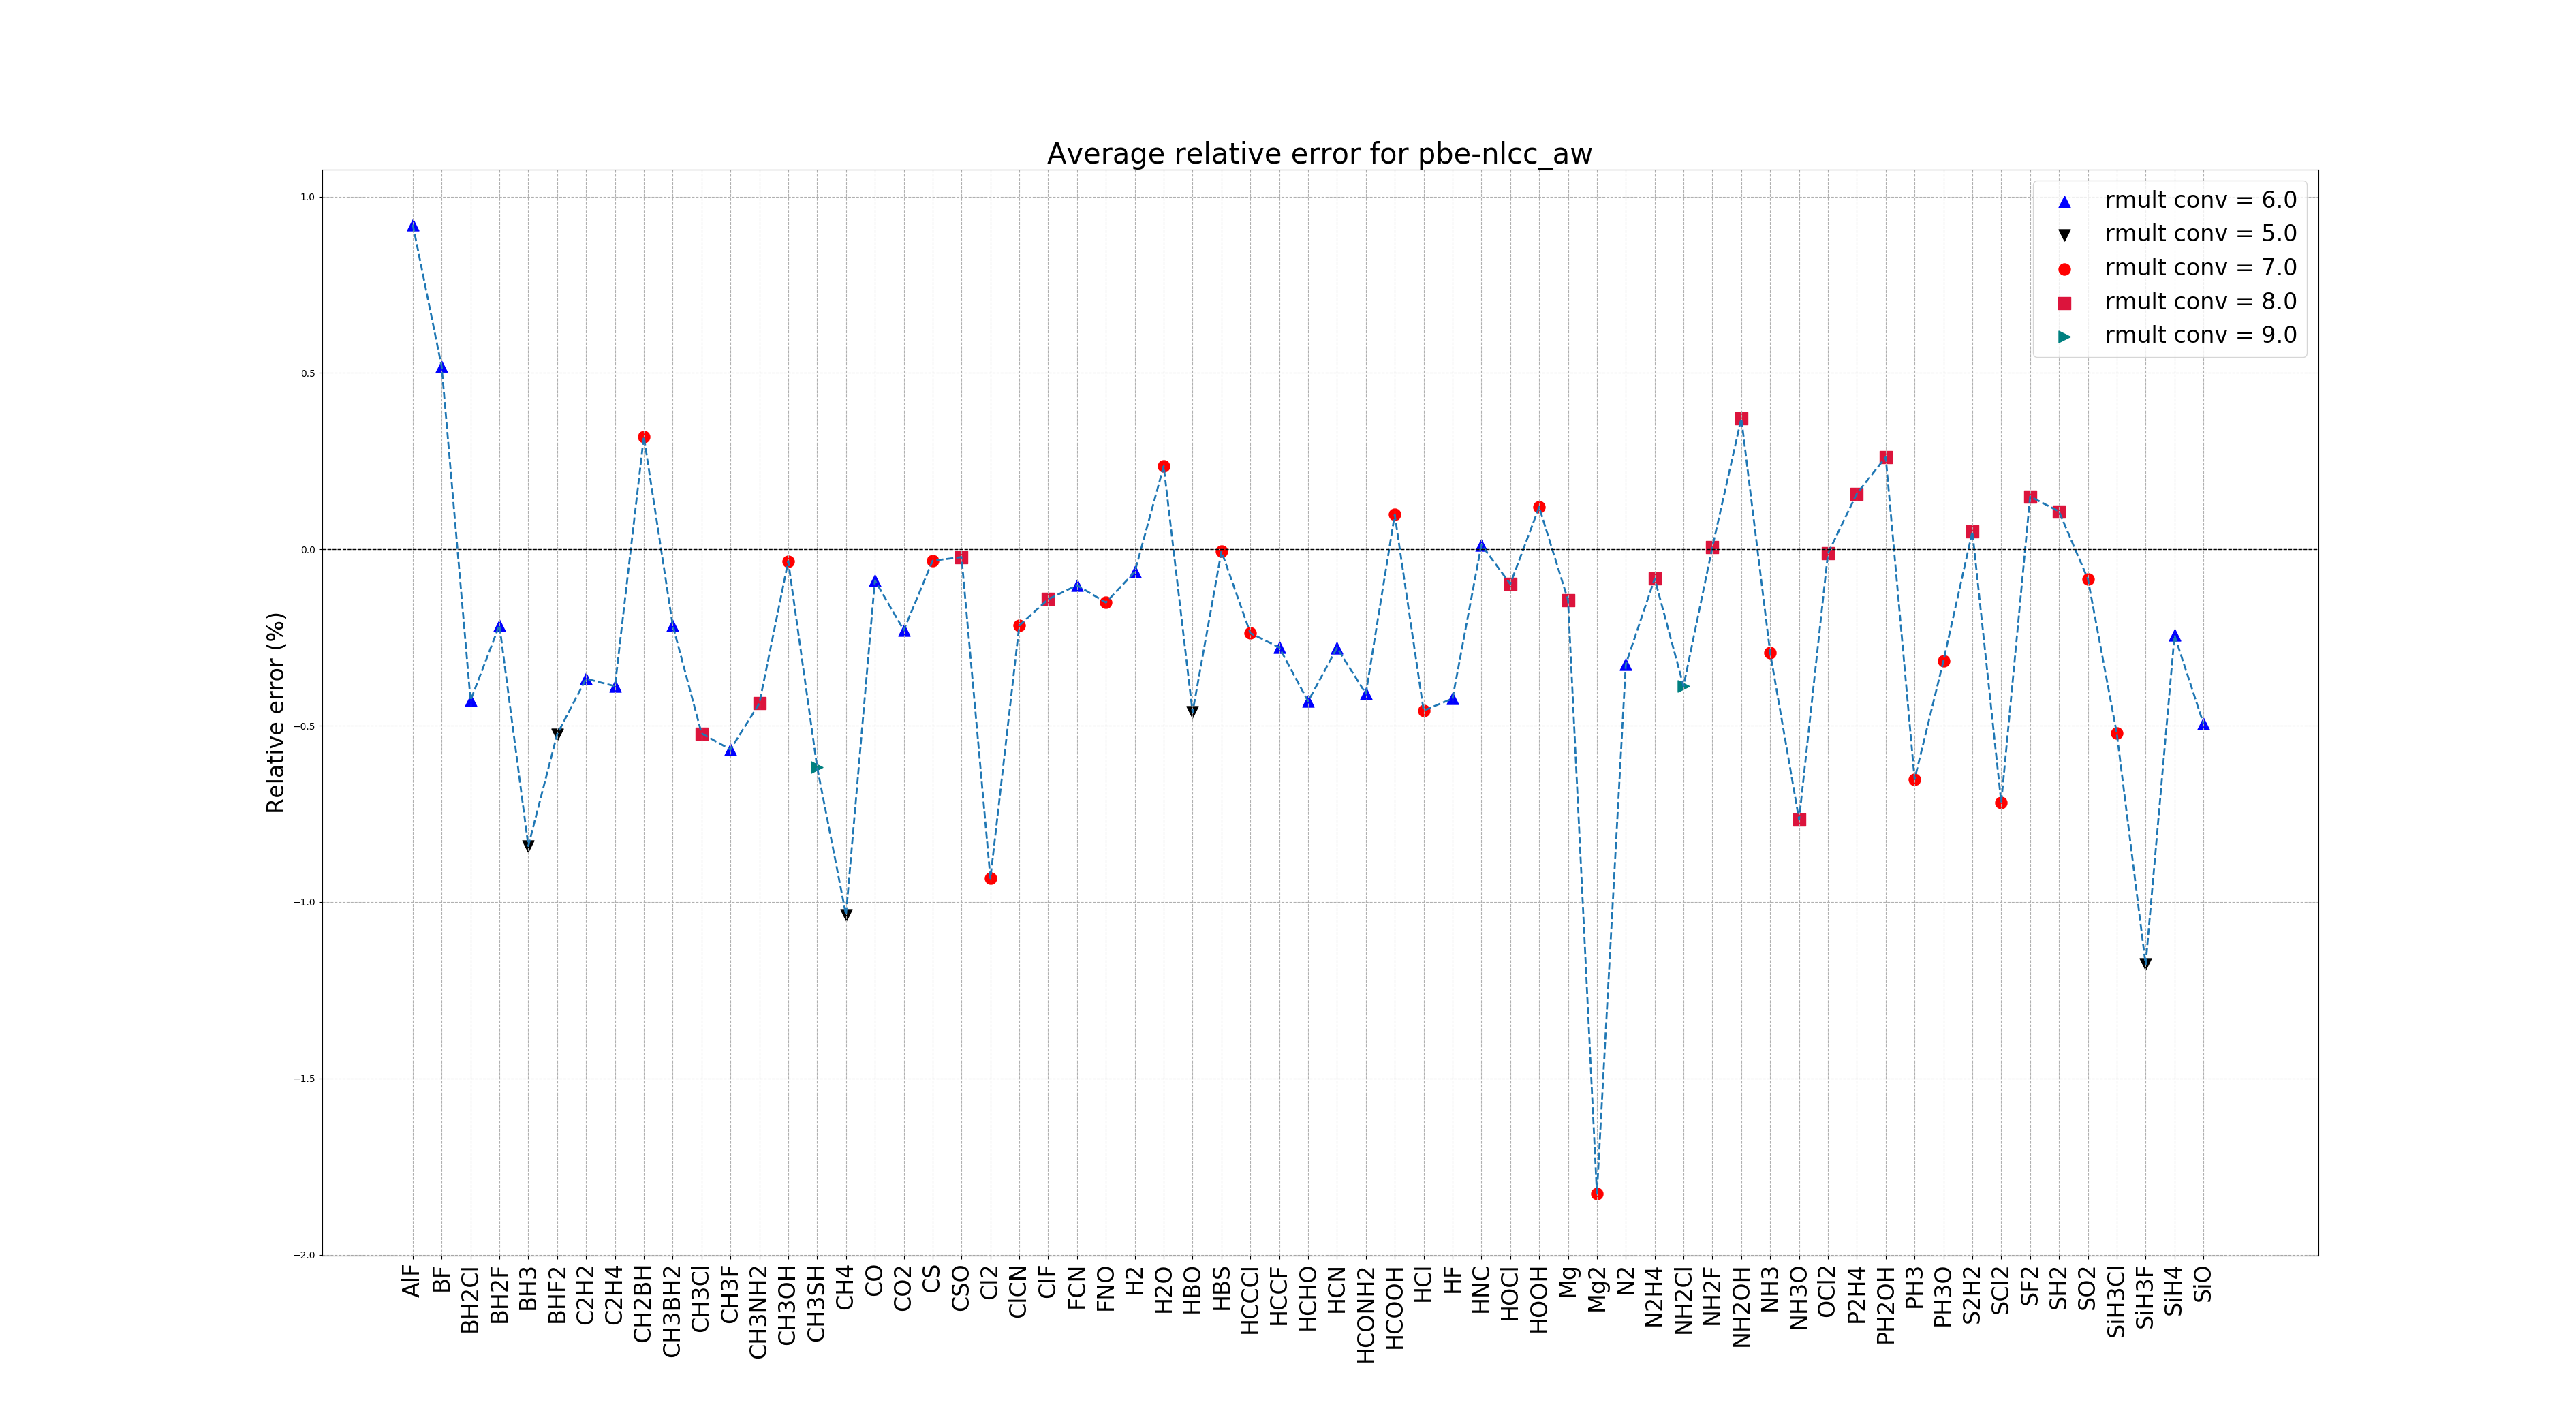 Average relative error for pbe-nlcc_aw
1.0
0.5
0.0
−0.5
−1.0
−1.5
−2.0
Relative error (%)
rmult conv = 6.0
rmult conv = 5.0
rmult conv = 7.0
rmult conv = 8.0
rmult conv = 9.0
AlF
BF
BH2Cl
BH2F
BH3
BHF2
C2H2
C2H4
CH2BH
CH3BH2
CH3Cl
CH3F
CH3NH2
CH3OH
CH3SH
CH4
CO
CO2
CS
CSO
Cl2
ClCN
ClF
FCN
FNO
H2
H2O
HBO
HBS
HCCCl
HCCF
HCHO
HCN
HCONH2
HCOOH
HCl
HF
HNC
HOCl
HOOH
Mg
Mg2
N2
N2H4
NH2Cl
NH2F
NH2OH
NH3
NH3O
OCl2
P2H4
PH2OH
PH3
PH3O
S2H2
SCl2
SF2
SH2
SO2
SiH3Cl
SiH3F
SiH4
SiO